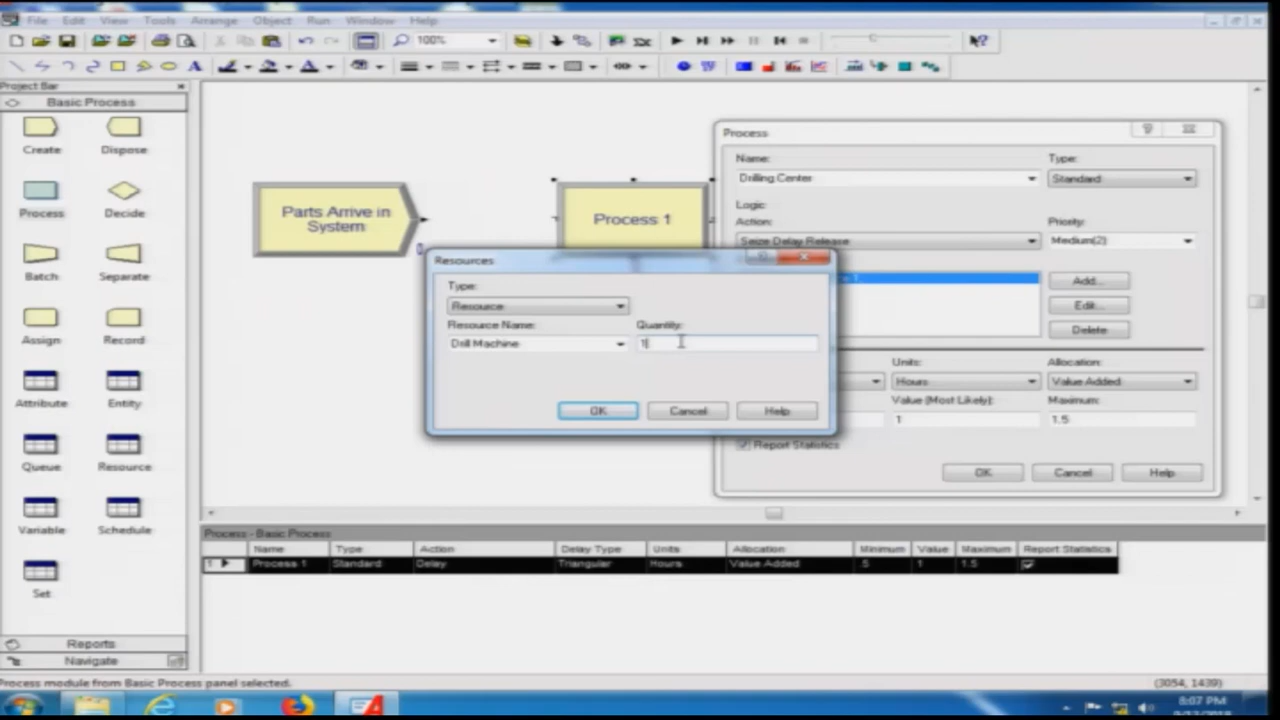 File Edit View Tools Arrange Object Run Window Help
100%
Project Bar
Basic Process
Create Dispose
Process Decide
Batch Separate
Assign Record
Attribute Entity
Queue Resource
Variable Schedule
Set
Reports
Navigate
Parts Arrive in
System
Process 1
Process
Name: Type:
Drilling Center Standard
Logic
Action: Priority:
Seize Delay Release Medium(2)
Add...
Edit...
Delete
Units: Allocation:
Hours Value Added
Value (Most Likely): Maximum:
1 1.5
Report Statistics
OK Cancel Help
Resources
Type:
Resource
Resource Name: Quantity:
Drill Machine 1
OK Cancel Help
Process - Basic Process
Name Type Action Delay Type Units Allocation Minimum Value Maximum Report Statistics
1 Process 1 Standard Delay Triangular Hours Value Added .5 1 1.5
Process module from Basic Process panel selected. (3054, 1439)
8:07 PM